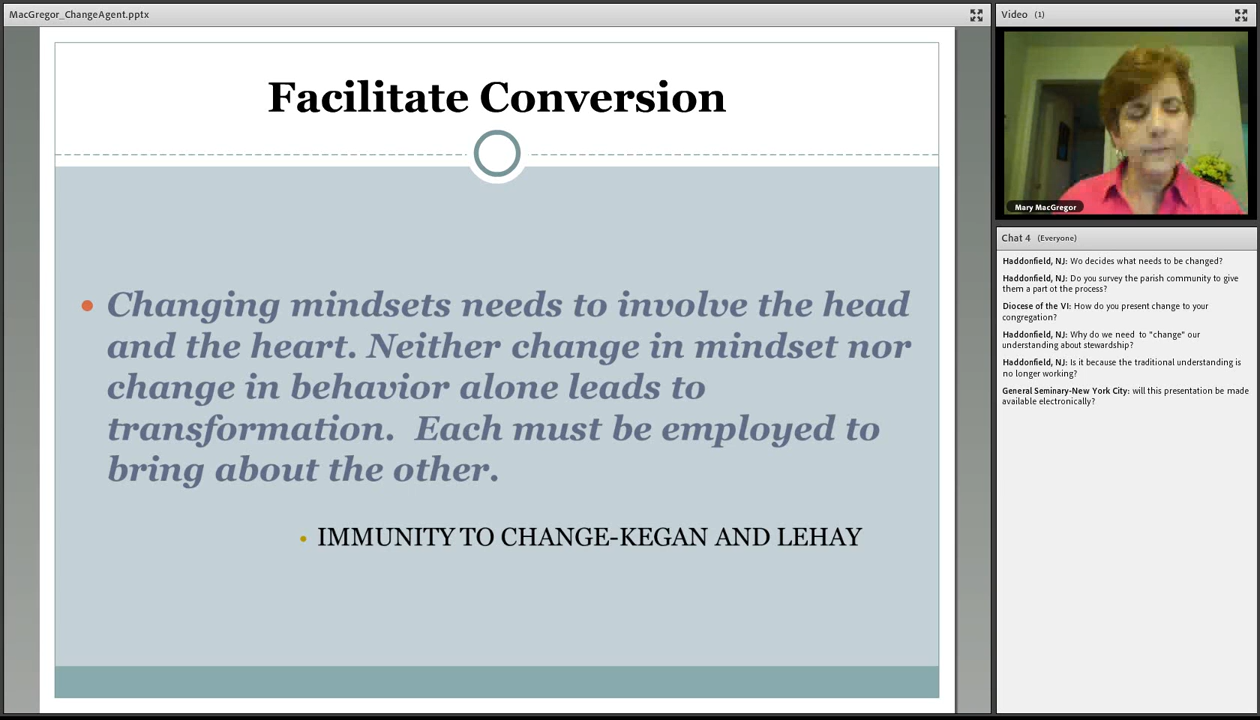 MacGregor_ChangeAgent.pptx
Facilitate Conversion
• Changing mindsets needs to involve the head
and the heart. Neither change in mindset nor
change in behavior alone leads to
transformation.  Each must be employed to
bring about the other.
• IMMUNITY TO CHANGE-KEGAN AND LEHAY
Video (1)
Mary MacGregor
Chat 4 (Everyone)
Haddonfield, NJ: Wo decides what needs to be changed?
Haddonfield, NJ: Do you survey the parish community to give
them a part ot the process?
Diocese of the VI: How do you present change to your
congregation?
Haddonfield, NJ: Why do we need  to "change" our
understanding about stewardship?
Haddonfield, NJ: Is it because the traditional understanding is
no longer working?
General Seminary-New York City: will this presentation be made
available electronically?